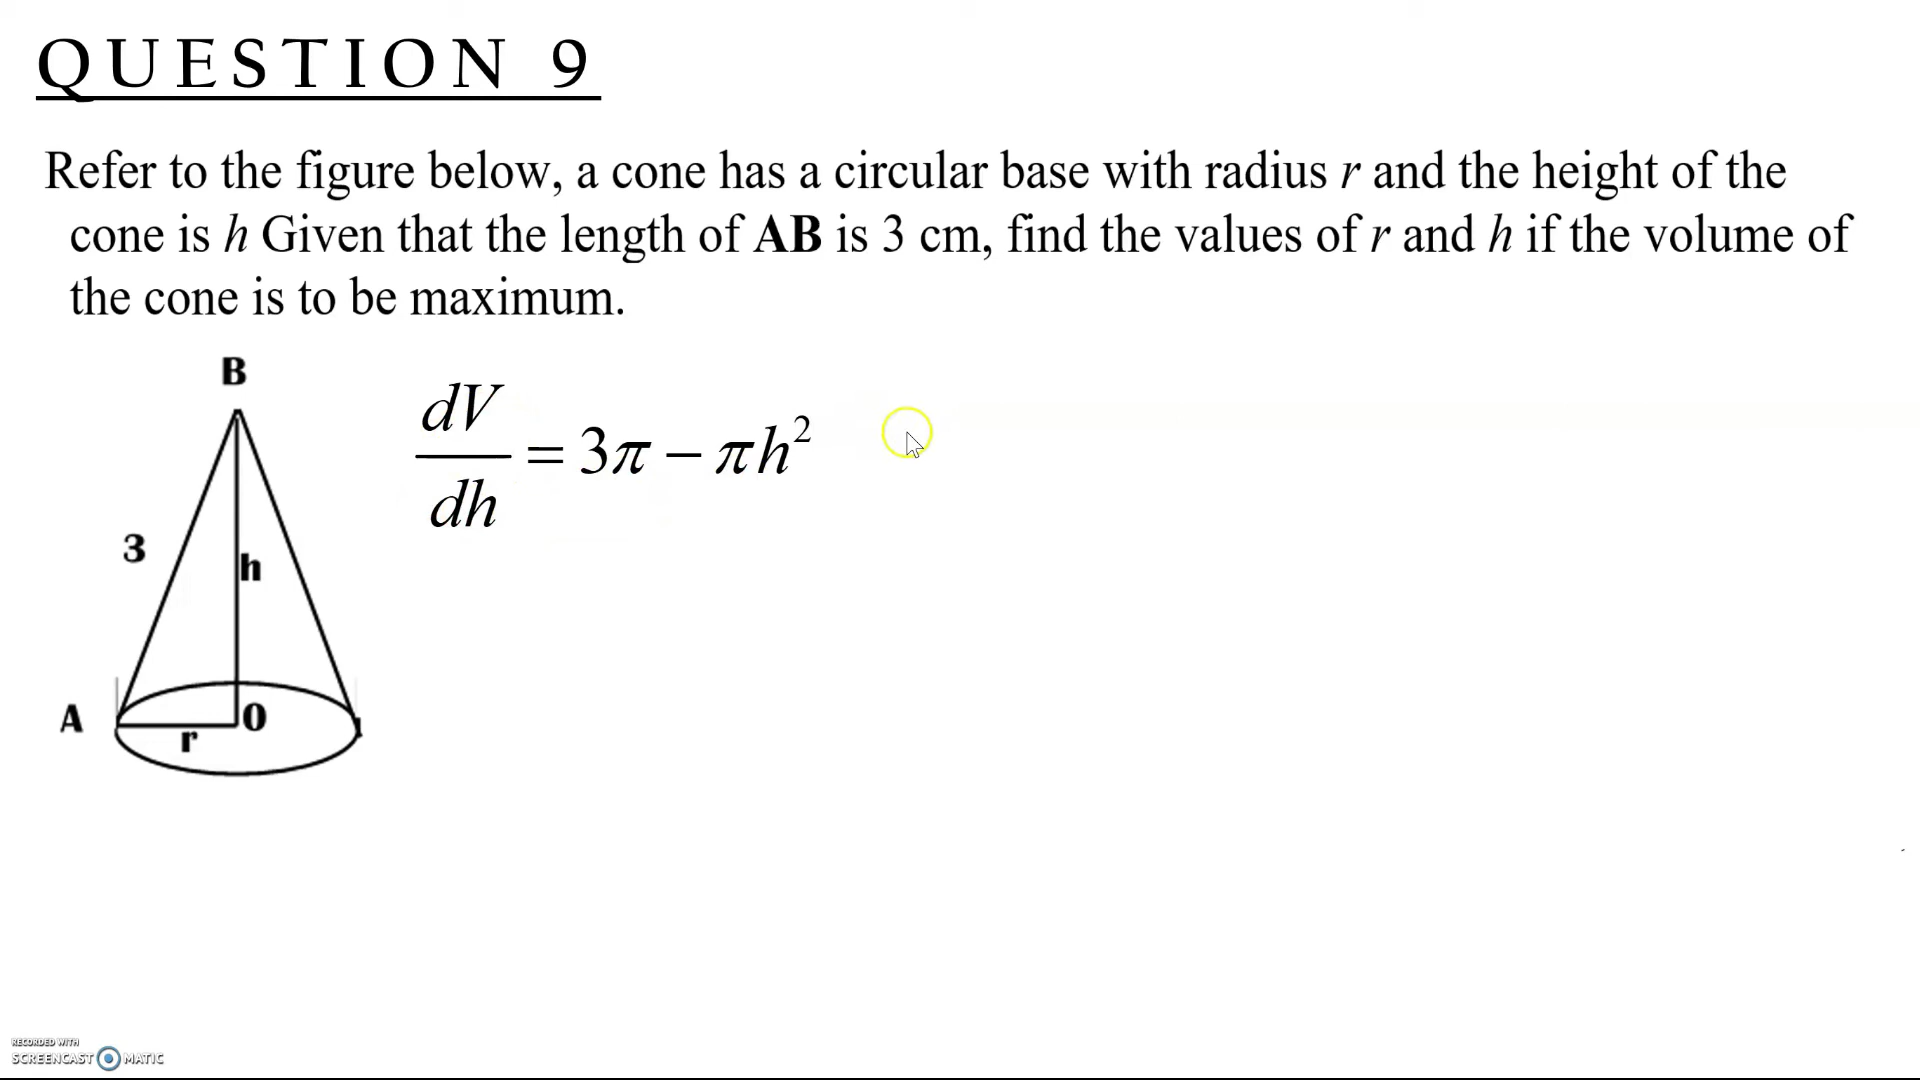 QUESTION 9
Refer to the figure below, a cone has a circular base with radius r and the height of the
cone is h Given that the length of AB is 3 cm, find the values of r and h if the volume of
the cone is to be maximum.
B
dV/dh = 3π − πh²
3
h
A
O
r
RECORDED WITH
SCREENCAST MATIC